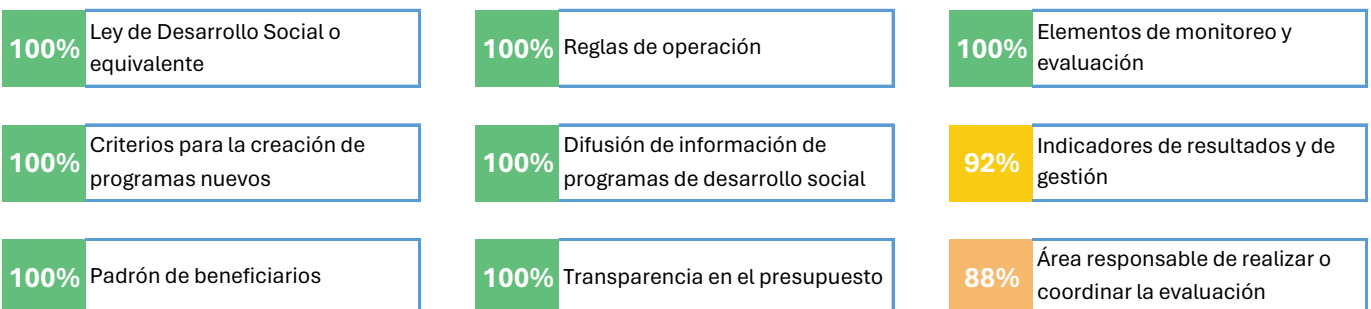 100%
Ley de Desarrollo Social o
equivalente
100%
Reglas de operación
100%
Elementos de monitoreo y
evaluación
100%
Criterios para la creación de
programas nuevos
100%
Difusión de información de
programas de desarrollo social
92%
Indicadores de resultados y de
gestión
100%
Padrón de beneficiarios
100%
Transparencia en el presupuesto
88%
Área responsable de realizar o
coordinar la evaluación